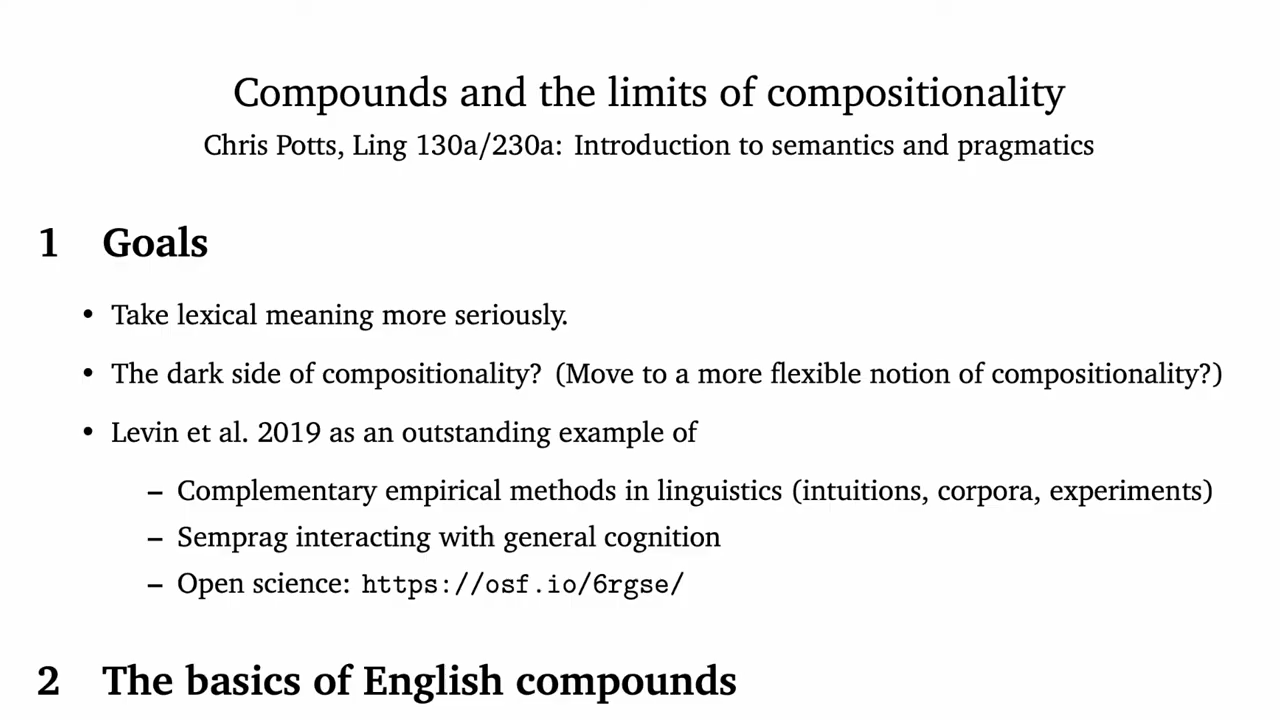 Compounds and the limits of compositionality
Chris Potts, Ling 130a/230a: Introduction to semantics and pragmatics
1 Goals
• Take lexical meaning more seriously.
• The dark side of compositionality? (Move to a more flexible notion of compositionality?)
• Levin et al. 2019 as an outstanding example of
– Complementary empirical methods in linguistics (intuitions, corpora, experiments)
– Semprag interacting with general cognition
– Open science: https://osf.io/6rgse/
2 The basics of English compounds